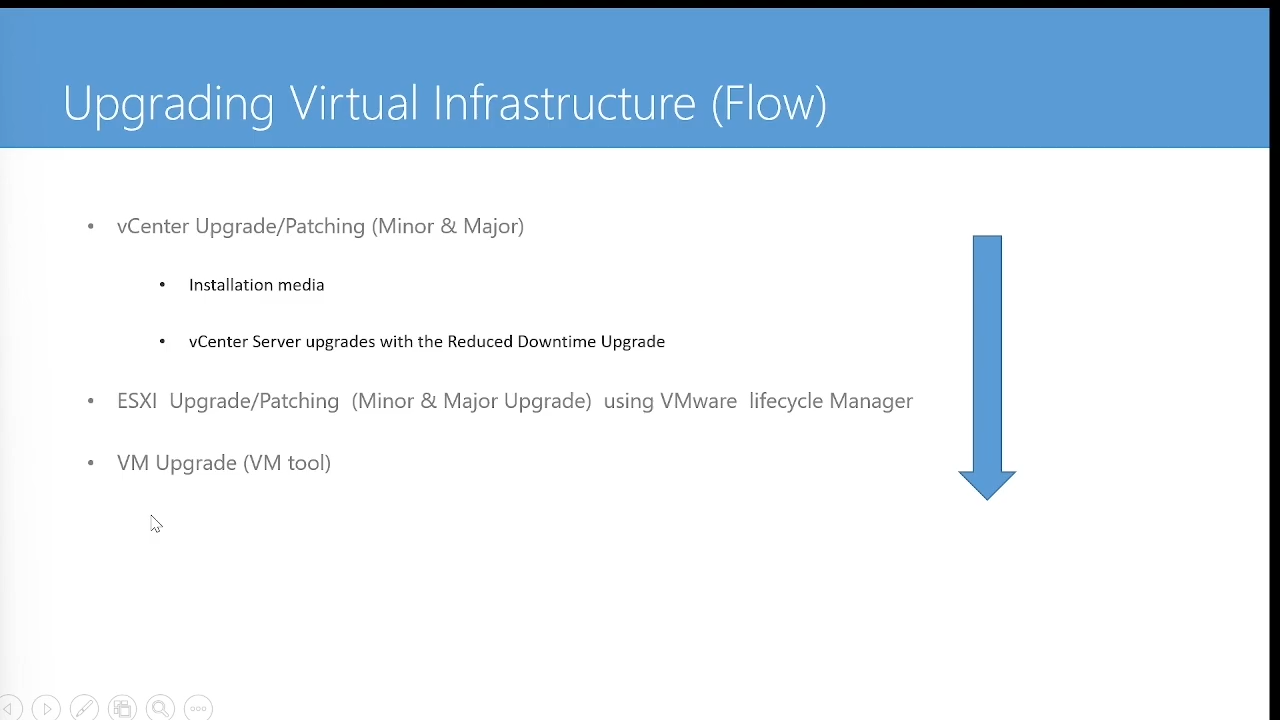 Upgrading Virtual Infrastructure (Flow)
• vCenter Upgrade/Patching (Minor & Major)
• Installation media
• vCenter Server upgrades with the Reduced Downtime Upgrade
• ESXI Upgrade/Patching (Minor & Major Upgrade) using VMware lifecycle Manager
• VM Upgrade (VM tool)